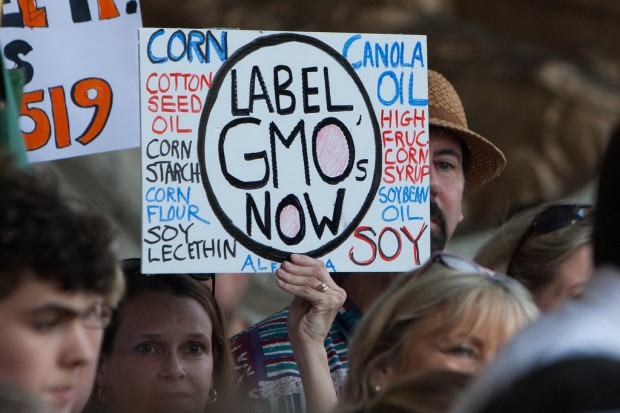 519
CORN
COTTON
SEED
OIL
CORN
STARCH
CORN
FLOUR
SOY
LECETHIN
LABEL
GMO's
NOW
CANOLA
OIL
HIGH
FRUC.
CORN
SYRUP
SOYBEAN
OIL
SOY